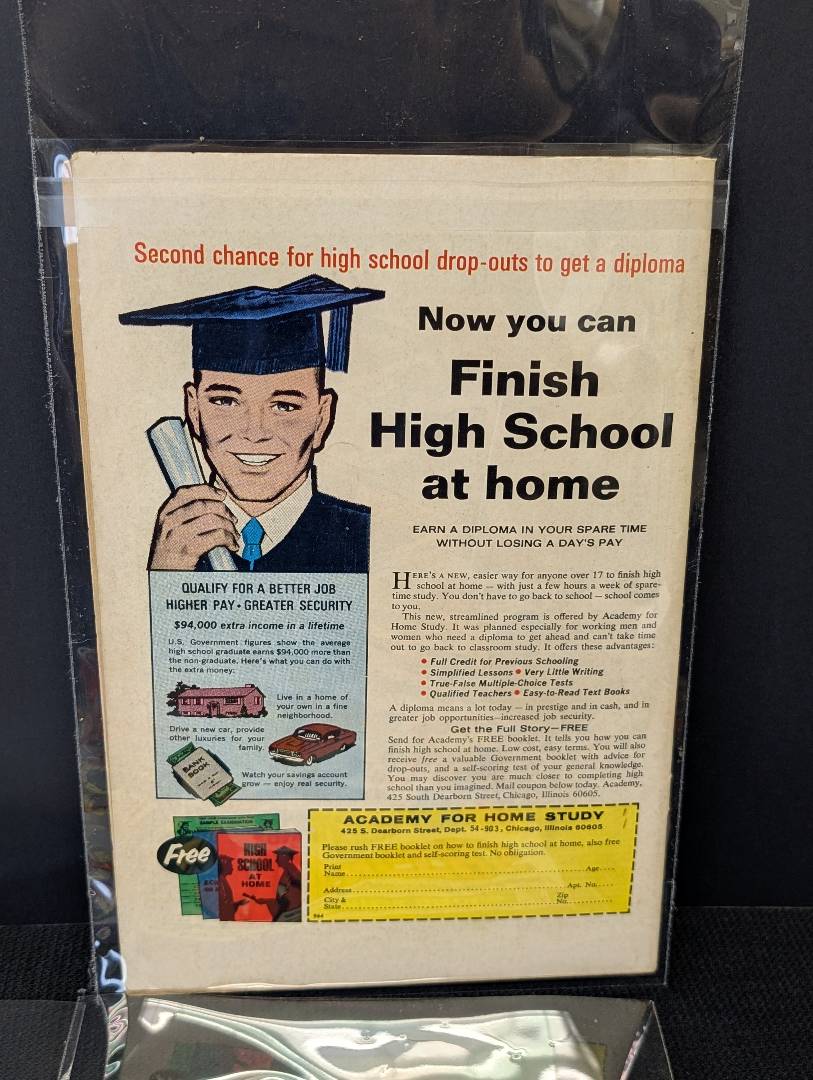 Second chance for high school drop-outs to get a diploma
Now you can
Finish
High School
at home
EARN A DIPLOMA IN YOUR SPARE TIME
WITHOUT LOSING A DAY'S PAY
HERE'S A NEW, easier way for anyone over 17 to finish high
school at home — with just a few hours a week of spare-
time study. You don't have to go back to school — school comes
to you.
This new, streamlined program is offered by Academy for
Home Study. It was planned especially for working men and
women who need a diploma to get ahead and can't take time
out to go back to classroom study. It offers these advantages:
• Full Credit for Previous Schooling
• Simplified Lessons • Very Little Writing
• True-False Multiple-Choice Tests
• Qualified Teachers • Easy-to-Read Text Books
A diploma means a lot today — in prestige and in cash, and in
greater job opportunities—increased job security.
Get the Full Story—FREE
Send for Academy's FREE booklet. It tells you how you can
finish high school at home. Low cost, easy terms. You will also
receive free a valuable Government booklet with advice for
drop-outs, and a self-scoring test of your general knowledge.
You may discover you are much closer to completing high
school than you imagined. Mail coupon below today. Academy,
425 South Dearborn Street, Chicago, Illinois 60605.
QUALIFY FOR A BETTER JOB
HIGHER PAY • GREATER SECURITY
$94,000 extra income in a lifetime
U.S. Government figures show the average
high school graduate earns $94,000 more than
the non-graduate. Here's what you can do with
the extra money:
Live in a home of
your own in a fine
neighborhood.
Drive a new car, provide
other luxuries for your
family.
BANK
BOOK
Watch your savings account
grow — enjoy real security.
SAMPLE EXAMINATION
Free
HIGH
SCHOOL
AT
HOME
ACADEMY FOR HOME STUDY
425 S. Dearborn Street, Dept. 54-903, Chicago, Illinois 60605
Please rush FREE booklet on how to finish high school at home, also free
Government booklet and self-scoring test. No obligation.
Print
Name Age
Address Apt. No.
City & Zip
State No.